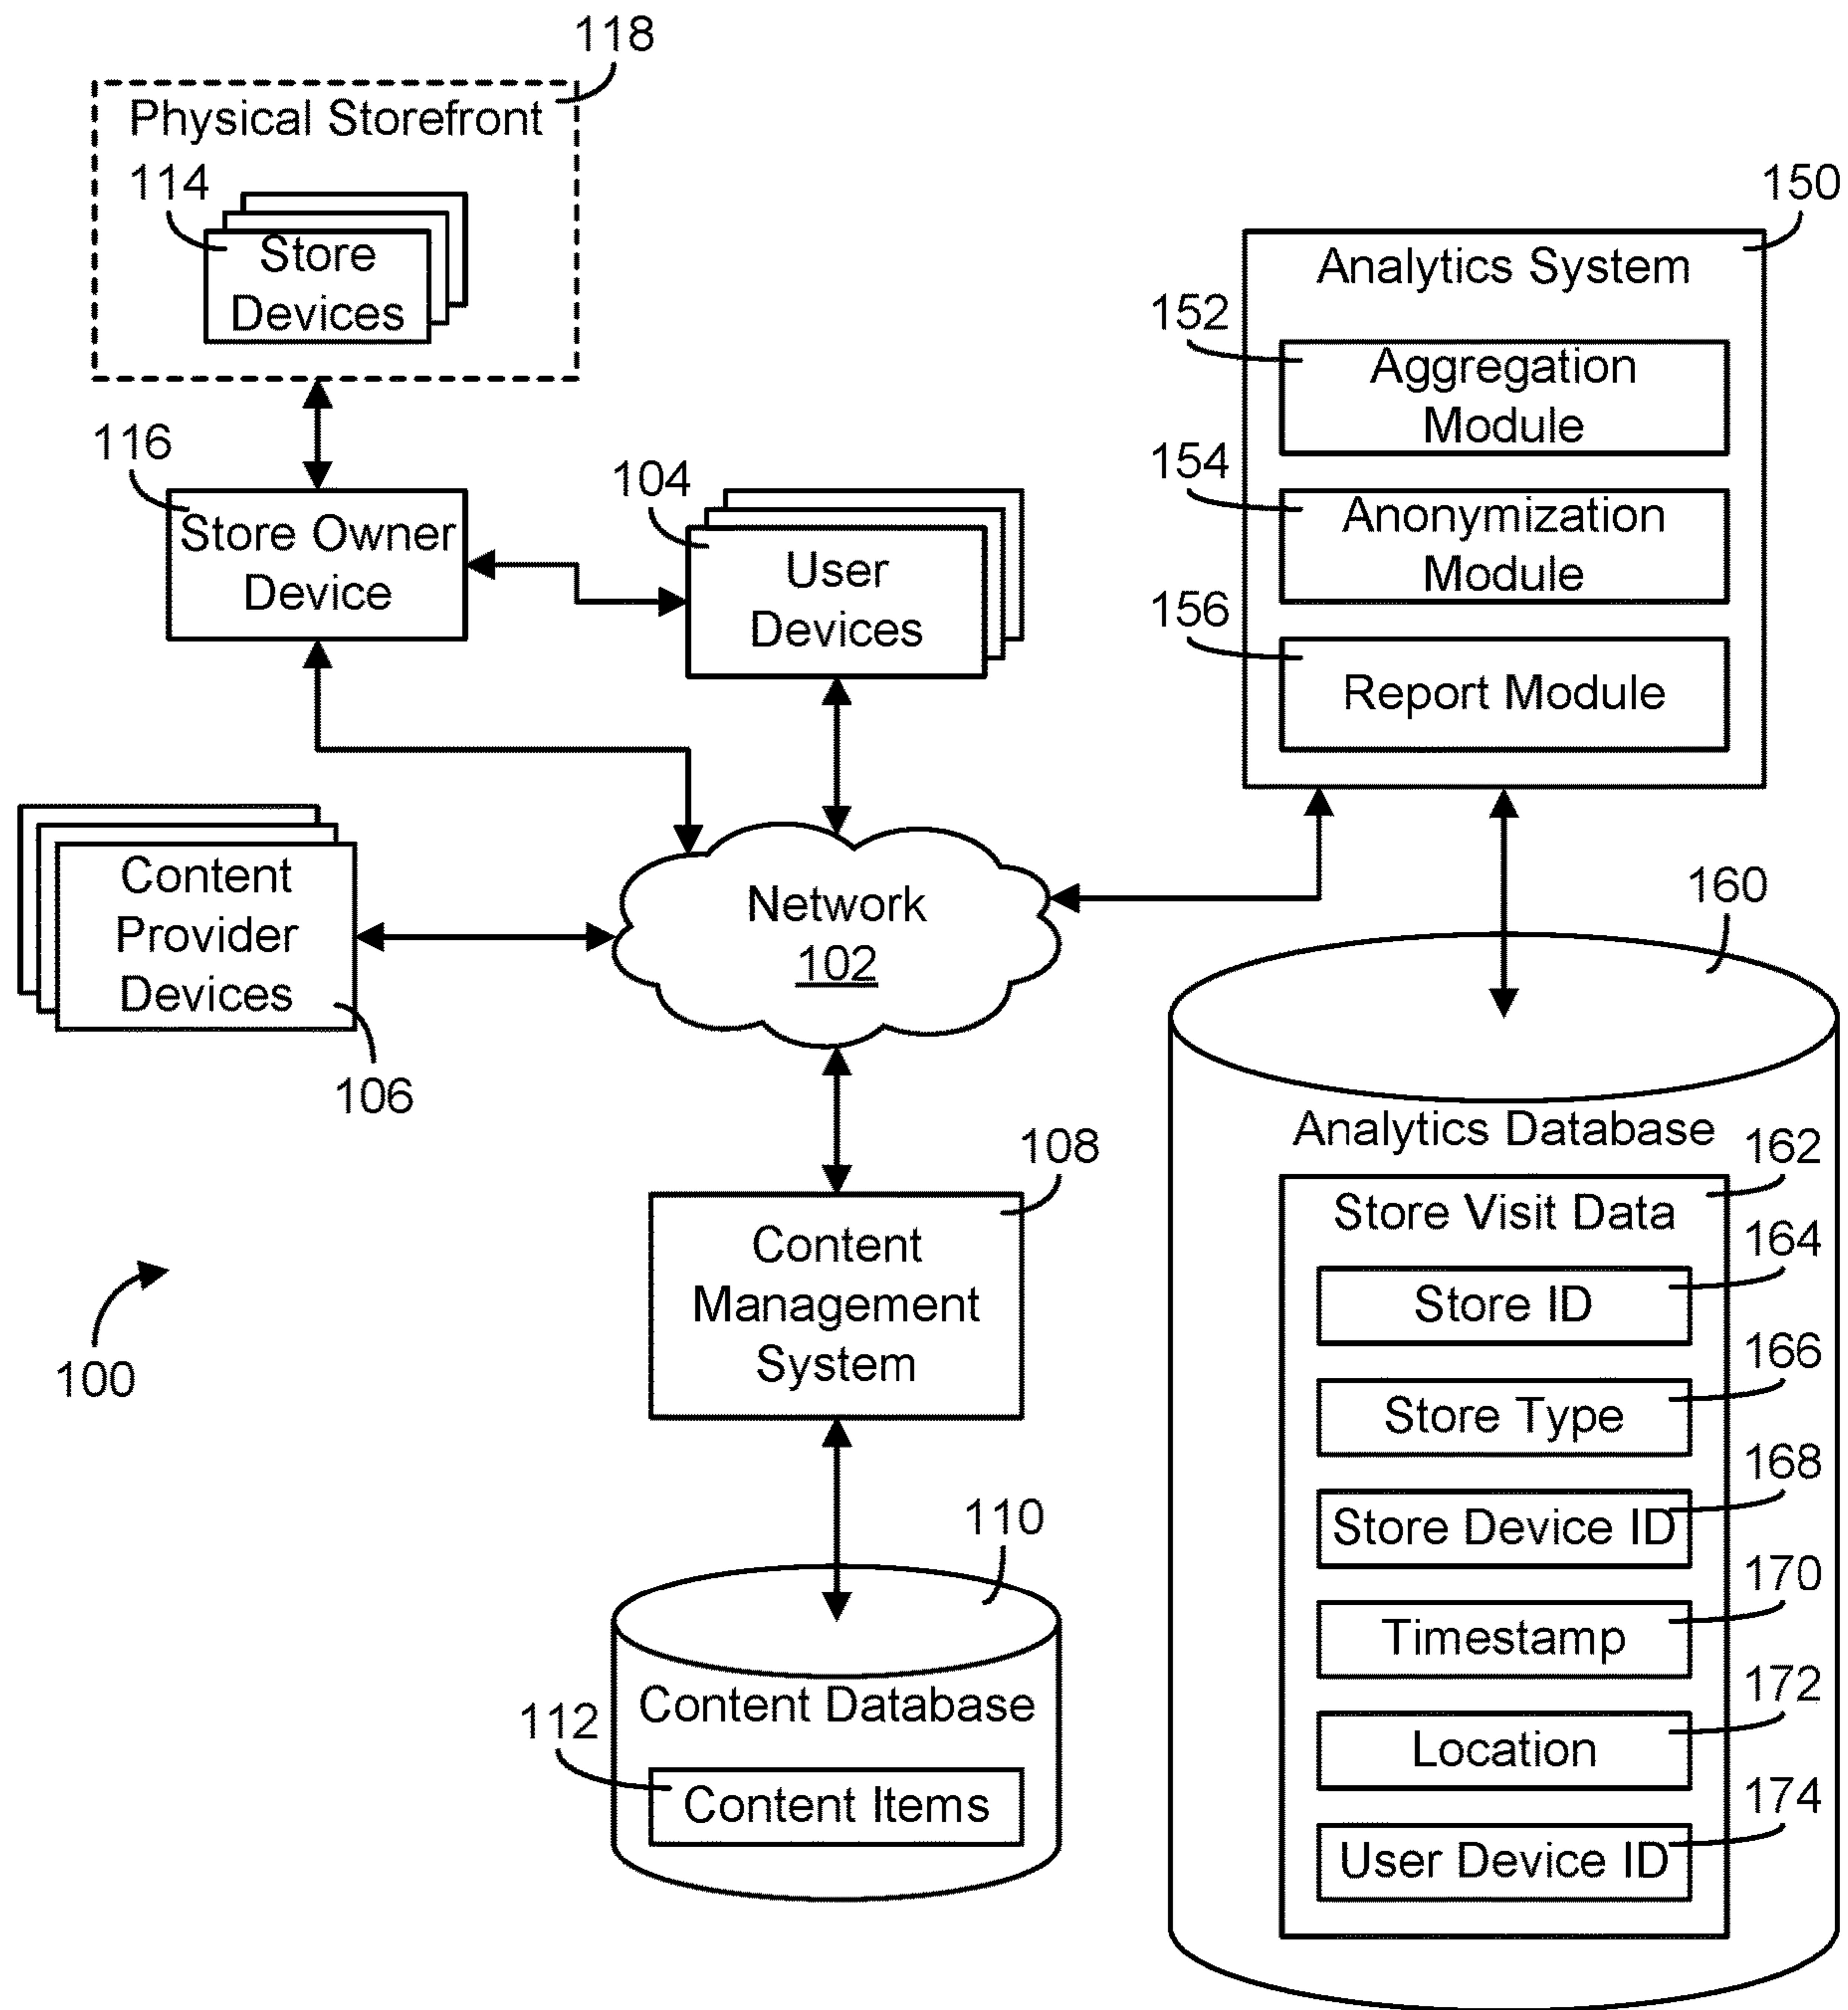 118
Physical Storefront
114
Store
Devices
150
Analytics System
152
Aggregation
Module
154
Anonymization
Module
156
Report Module
116
Store Owner
Device
104
User
Devices
Content
Provider
Devices
106
Network
102
160
Analytics Database
162
Store Visit Data
164
Store ID
166
Store Type
168
Store Device ID
170
Timestamp
172
Location
174
User Device ID
108
Content
Management
System
100
110
Content Database
112
Content Items